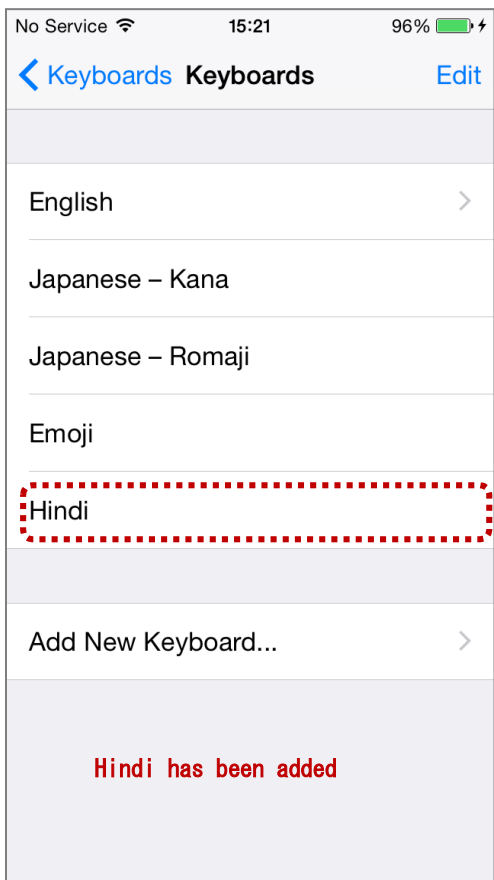 No Service 15:21 96%
Keyboards Keyboards Edit
English
Japanese – Kana
Japanese – Romaji
Emoji
Hindi
Add New Keyboard...
Hindi has been added